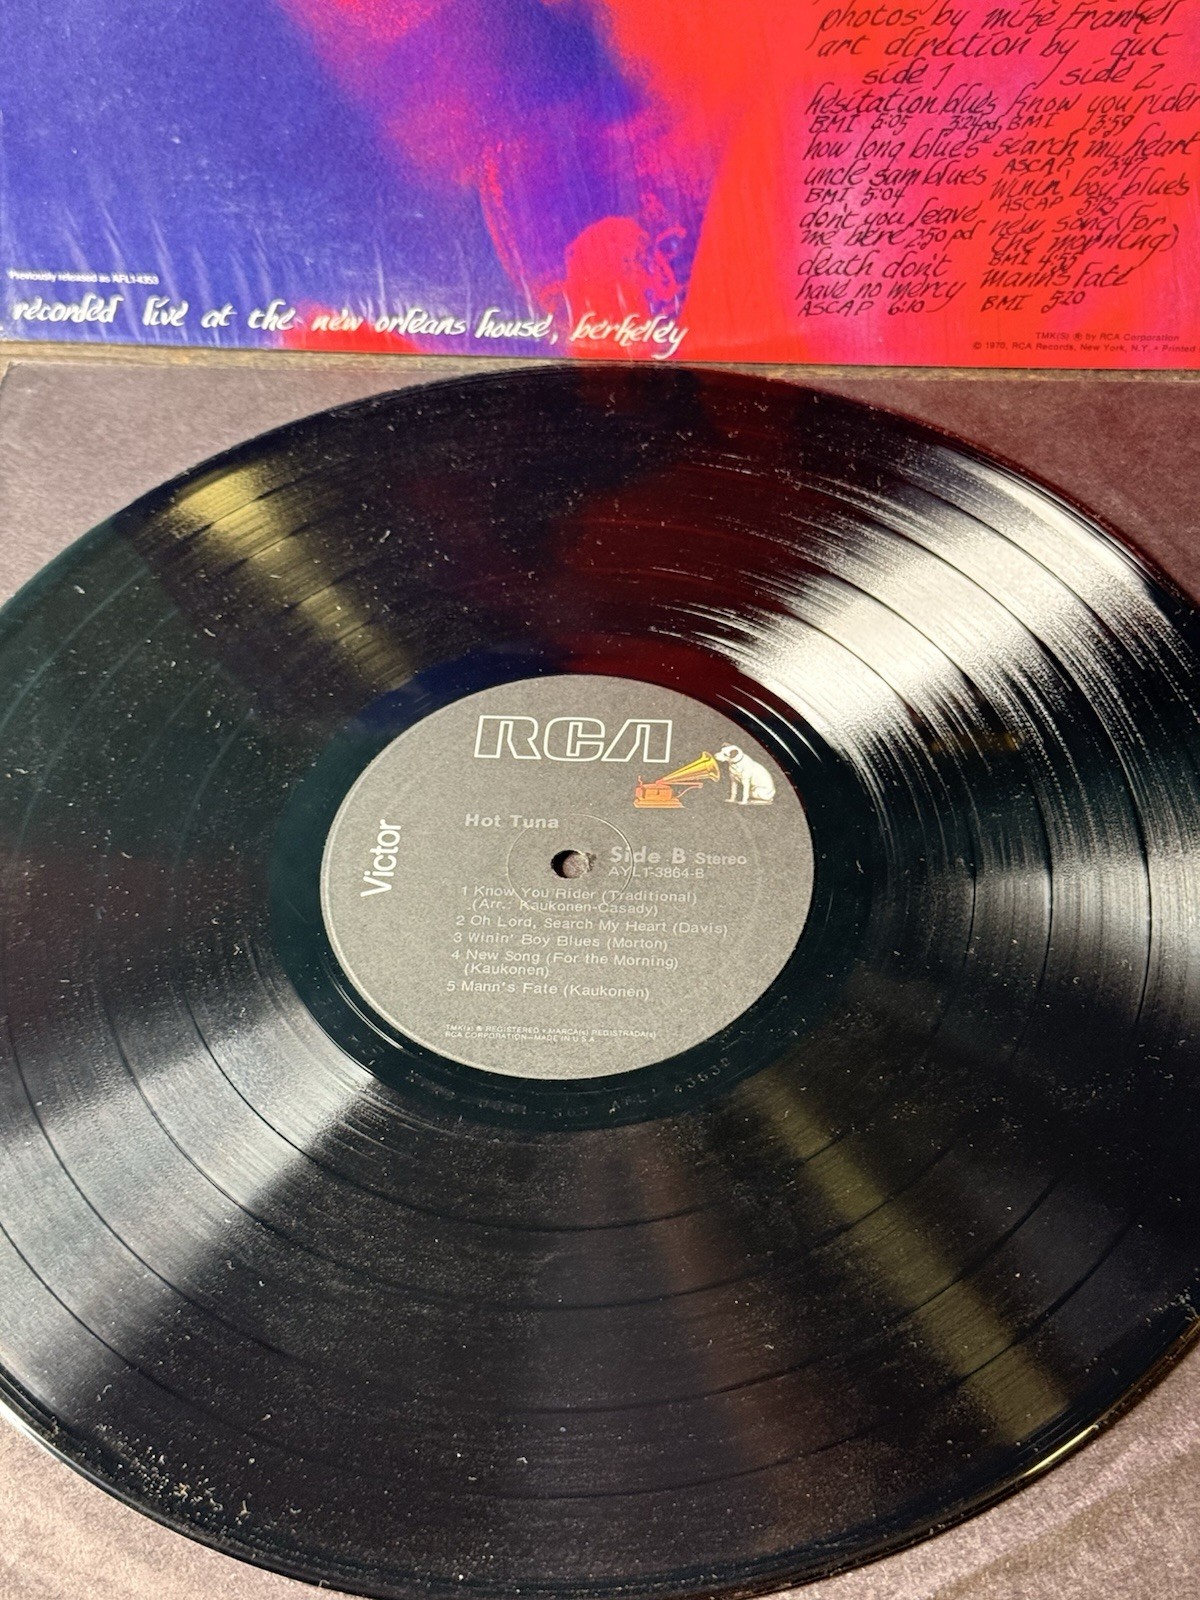 photos by mike frankel
art direction by gut
side 1
hesitation blues
BMI 5:05
3:24 pd,
how long blues
uncle sam blues
BMI 5:04
don't you leave
me here 2:50 pd
death don't
have no mercy
ASCAP 6:10
side 2
know you rider
BMI 3:59
search my heart
ASCAP 3:47
winin' boy blues
ASCAP 5:25
new song (for
the morning)
BMI 4:55
mann's fate
BMI 5:20
Previously released as AFL1-4353
recorded live at the new orleans house, berkeley
TMK(S) ® by RCA Corporation
© 1970, RCA Records, New York, N.Y. • Printed
RCA
Victor
Hot Tuna
Side B Stereo
AYL1-3864-B
1 Know You Rider (Traditional)
(Arr.: Kaukonen-Casady)
2 Oh Lord, Search My Heart (Davis)
3 Winin' Boy Blues (Morton)
4 New Song (For the Morning)
(Kaukonen)
5 Mann's Fate (Kaukonen)
TMK(s) ® REGISTERED • MARCA(s) REGISTRADA(s)
RCA CORPORATION—MADE IN U.S.A.